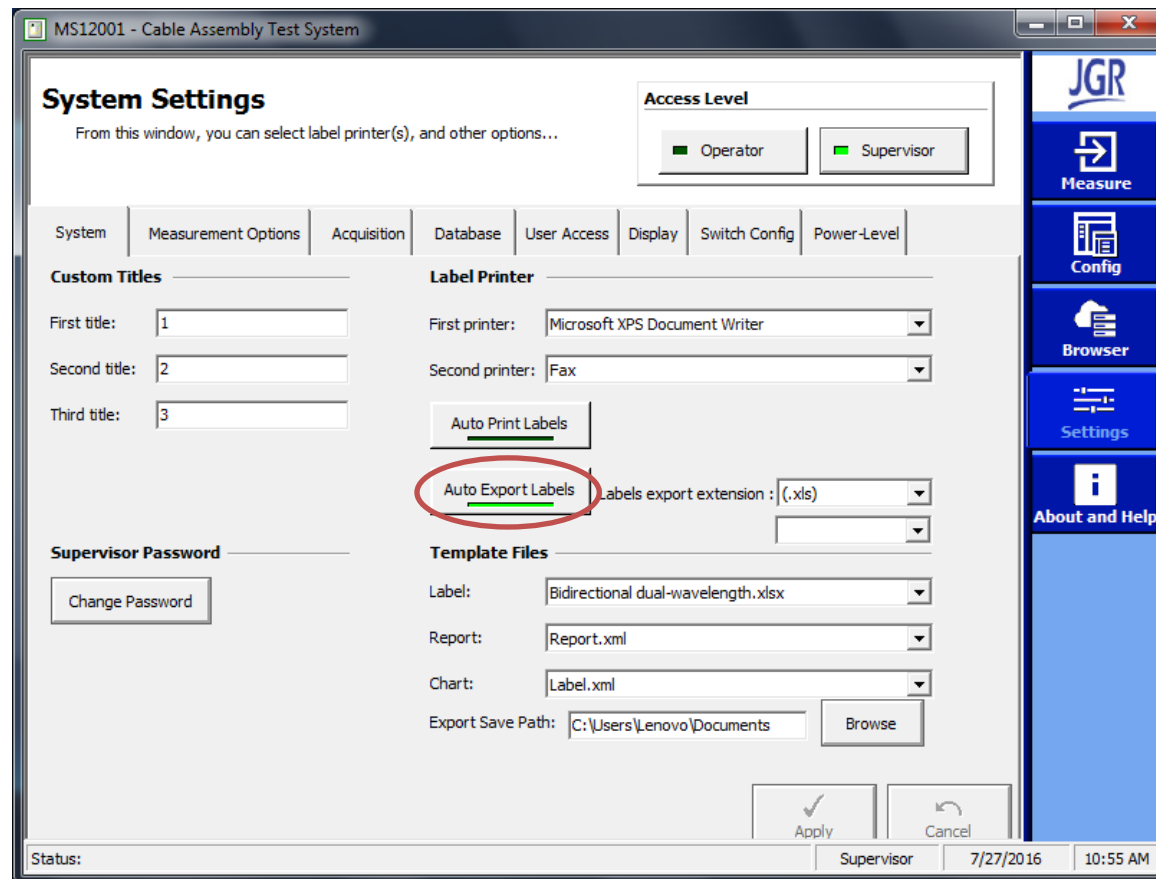 MS12001 - Cable Assembly Test System
System Settings
From this window, you can select label printer(s), and other options...
Access Level
Operator
Supervisor
JGR
Measure
Config
Browser
Settings
About and Help
System
Measurement Options
Acquisition
Database
User Access
Display
Switch Config
Power-Level
Custom Titles
First title: 1
Second title: 2
Third title: 3
Label Printer
First printer: Microsoft XPS Document Writer
Second printer: Fax
Auto Print Labels
Auto Export Labels
Labels export extension : (.xls)
Supervisor Password
Change Password
Template Files
Label: Bidirectional dual-wavelength.xlsx
Report: Report.xml
Chart: Label.xml
Export Save Path: C:\Users\Lenovo\Documents
Browse
Apply
Cancel
Status:
Supervisor
7/27/2016
10:55 AM